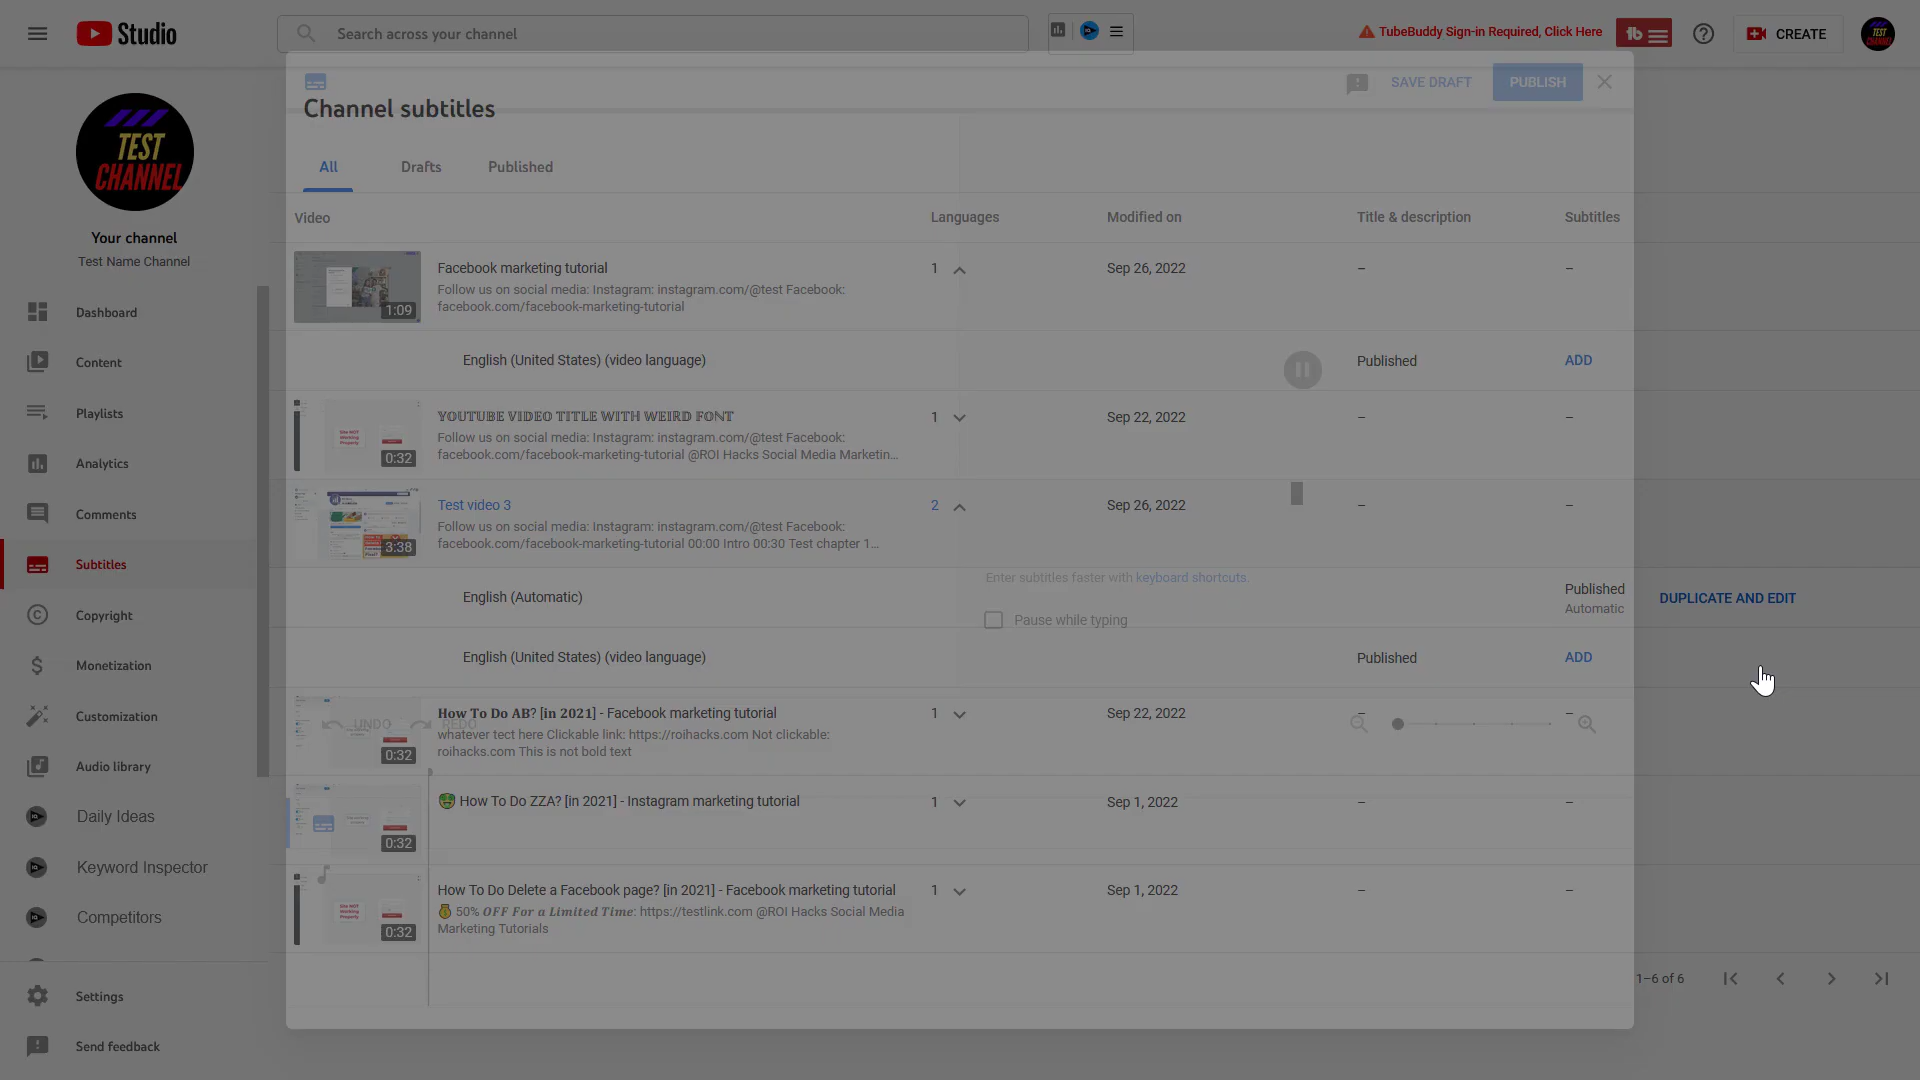 Studio
Search across your channel
TubeBuddy Sign-in Required, Click Here
tb
CREATE
TEST
CHANNEL
SAVE DRAFT
PUBLISH
Channel subtitles
TEST
CHANNEL
All
Drafts
Published
Video
Languages
Modified on
Title & description
Subtitles
Your channel
Test Name Channel
Facebook marketing tutorial
1
Sep 26, 2022
–
–
Follow us on social media: Instagram: instagram.com/@test Facebook:
facebook.com/facebook-marketing-tutorial
1:09
Dashboard
Content
Playlists
Analytics
Comments
Subtitles
Copyright
Monetization
Customization
Audio library
Daily Ideas
Keyword Inspector
Competitors
Settings
Send feedback
English (United States) (video language)
Published
ADD
𝕐𝕆𝕌𝕋𝕌𝔹𝔼 𝕍𝕀𝔻𝔼𝕆 𝕋𝕀𝕋𝕃𝔼 𝕎𝕀𝕋ℍ 𝕎𝔼𝕀ℝ𝔻 𝔽𝕆ℕ𝕋
1
Sep 22, 2022
–
–
Follow us on social media: Instagram: instagram.com/@test Facebook:
facebook.com/facebook-marketing-tutorial @ROI Hacks Social Media Marketin...
0:32
Test video 3
2
Sep 26, 2022
–
–
Follow us on social media: Instagram: instagram.com/@test Facebook:
facebook.com/facebook-marketing-tutorial 00:00 Intro 00:30 Test chapter 1...
3:38
Enter subtitles faster with keyboard shortcuts.
English (Automatic)
Published
Automatic
DUPLICATE AND EDIT
Pause while typing
English (United States) (video language)
Published
ADD
𝐇𝐨𝐰 𝐓𝐨 𝐃𝐨 𝐀𝐁? [𝐢𝐧 𝟐𝟎𝟐𝟏] - Facebook marketing tutorial
1
Sep 22, 2022
–
–
UNDO
REDO
whatever tect here Clickable link: https://roihacks.com Not clickable:
roihacks.com This is not bold text
0:32
🤑 How To Do ZZA? [in 2021] - Instagram marketing tutorial
1
Sep 1, 2022
–
–
0:32
How To Do Delete a Facebook page? [in 2021] - Facebook marketing tutorial
1
Sep 1, 2022
–
–
💰 50% 𝑶𝑭𝑭 𝑭𝒐𝒓 𝒂 𝑳𝒊𝒎𝒊𝒕𝒆𝒅 𝑻𝒊𝒎𝒆: https://testlink.com @ROI Hacks Social Media
Marketing Tutorials
0:32
1–6 of 6